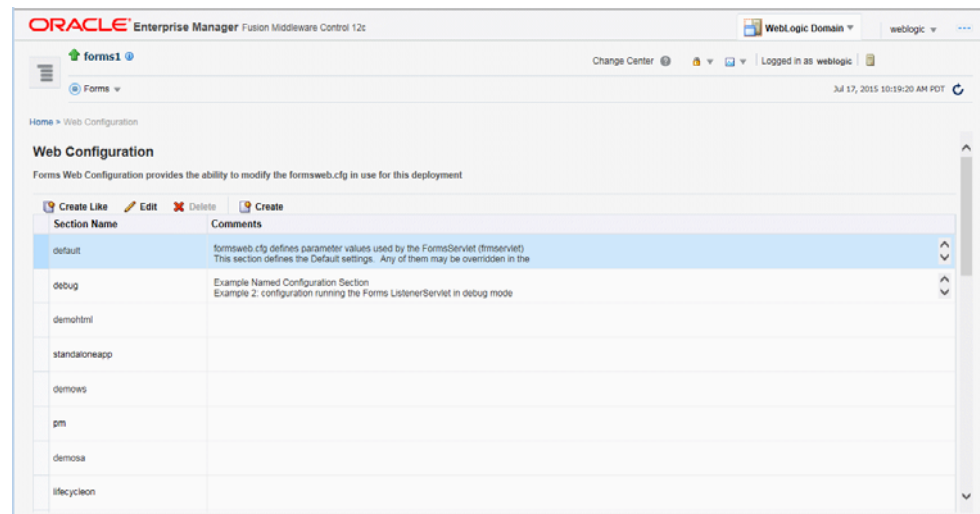 ORACLE Enterprise Manager Fusion Middleware Control 12c
WebLogic Domain
weblogic
forms1
Change Center
Logged in as weblogic
Forms
Jul 17, 2015 10:19:20 AM PDT
Home > Web Configuration
Web Configuration
Forms Web Configuration provides the ability to modify the formsweb.cfg in use for this deployment
Create Like Edit Delete Create
Section Name Comments
default
formsweb.cfg defines parameter values used by the FormsServlet (frmservlet)
This section defines the Default settings. Any of them may be overridden in the
debug
Example Named Configuration Section
Example 2: configuration running the Forms ListenerServlet in debug mode
demohtml
standaloneapp
demows
pm
demosa
lifecycleon